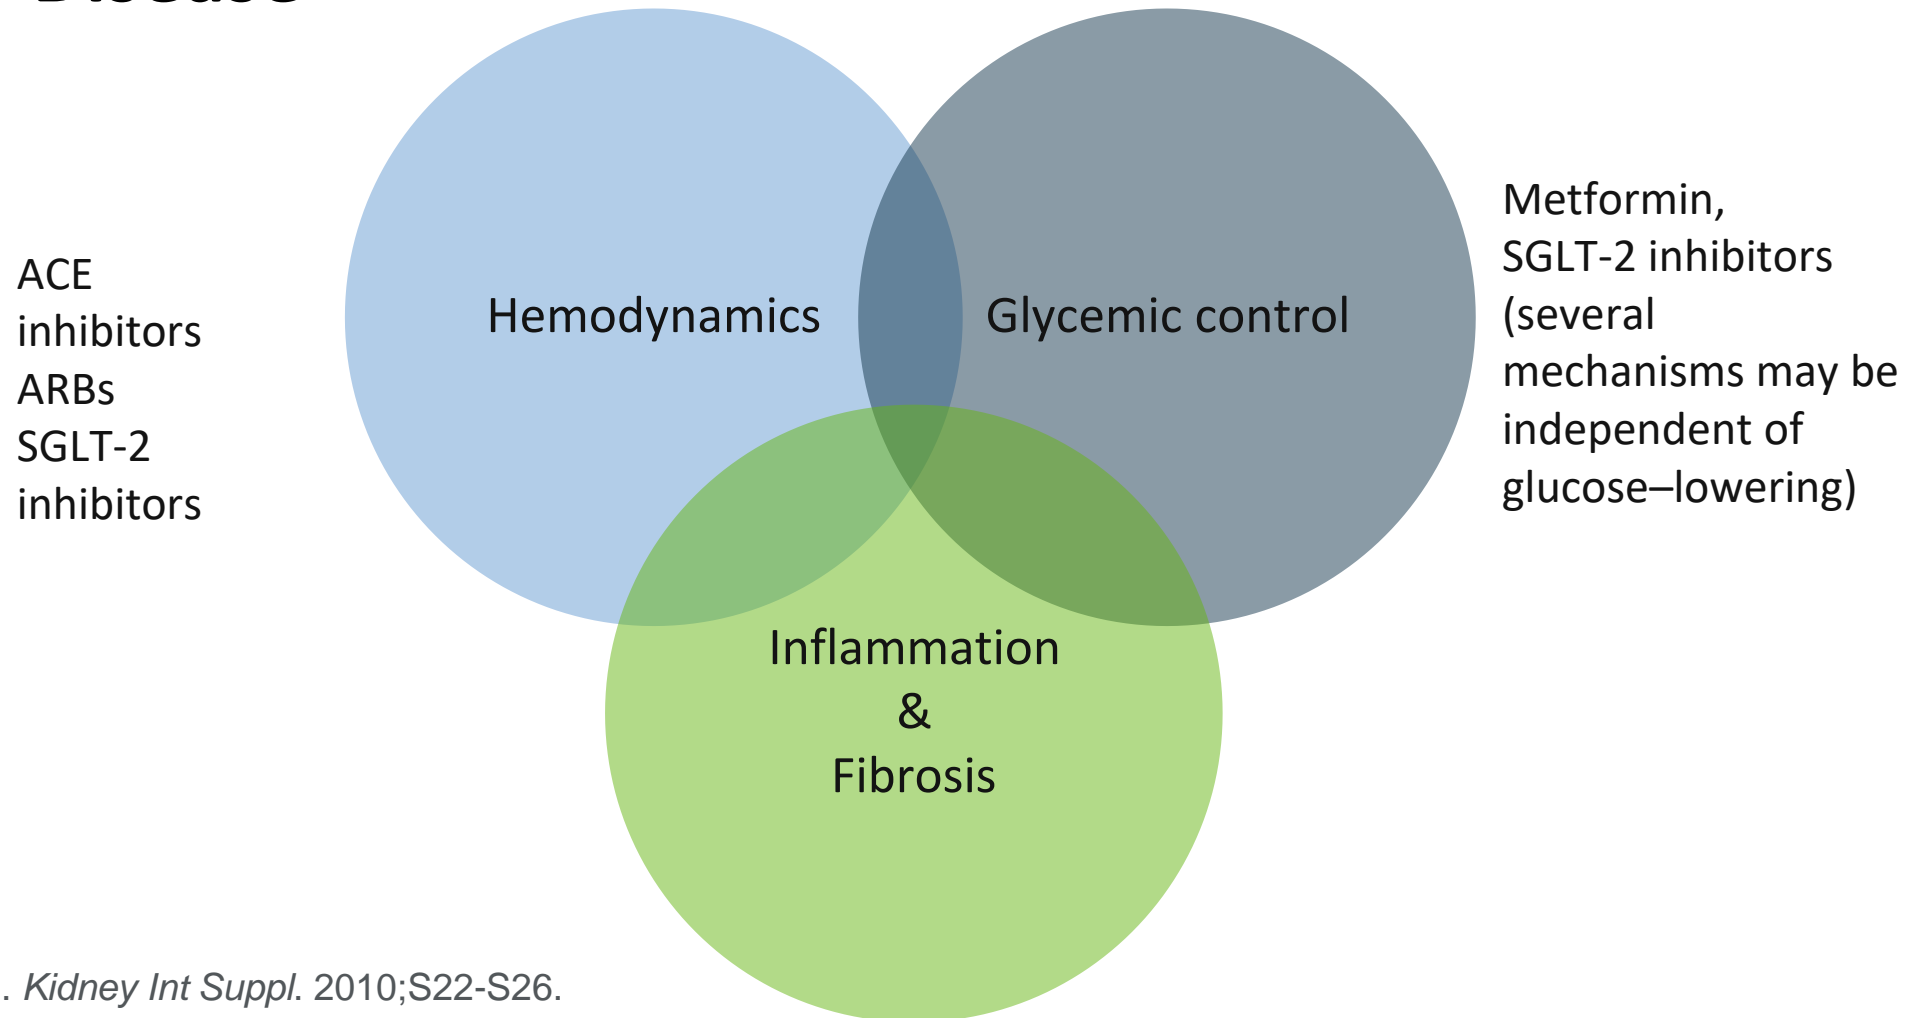 Disease
ACE
inhibitors
ARBs
SGLT-2
inhibitors
Hemodynamics
Glycemic control
Metformin,
SGLT-2 inhibitors
(several
mechanisms may be
independent of
glucose–lowering)
Inflammation
&
Fibrosis
. Kidney Int Suppl. 2010;S22-S26.